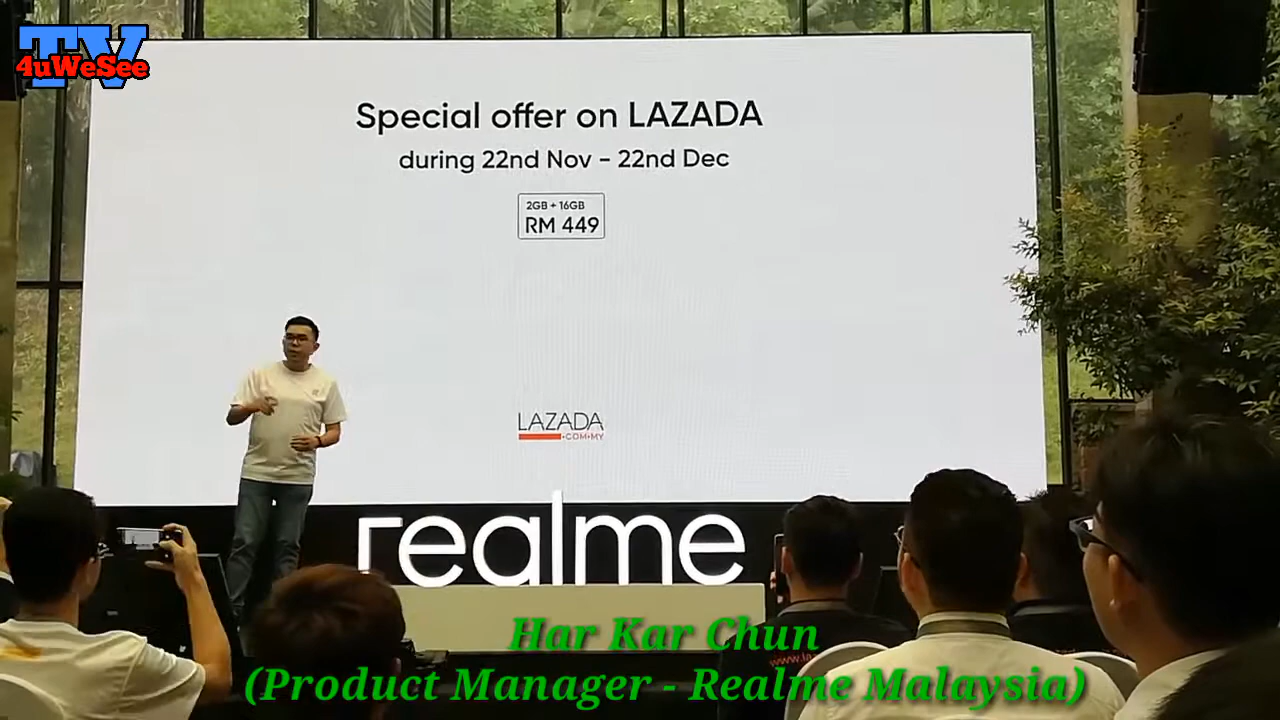 TV
4uWeSee
Special offer on LAZADA
during 22nd Nov - 22nd Dec
2GB + 16GB
RM 449
LAZADA
•COM•MY
realme
Har Kar Chun
(Product Manager - Realme Malaysia)